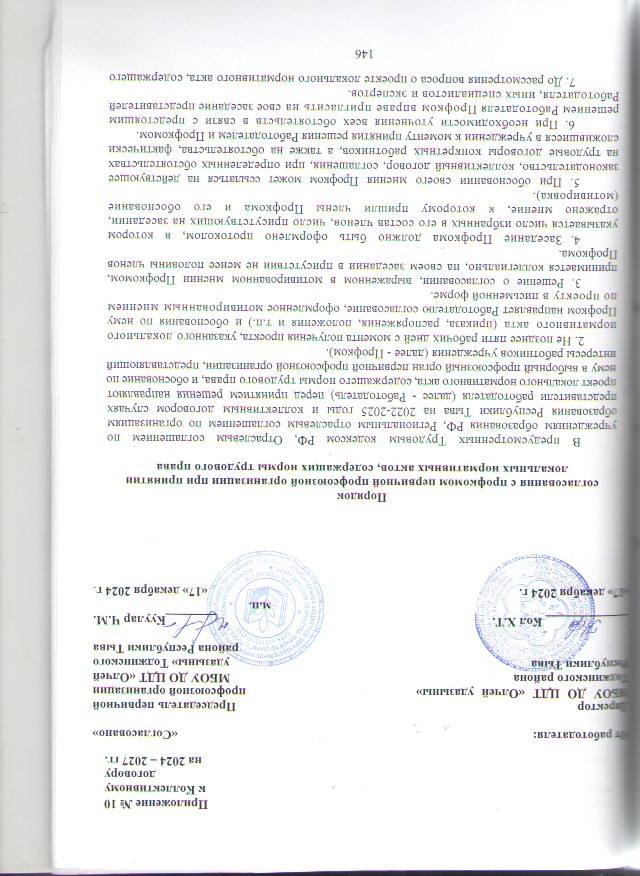 Приложение № 10
к Коллективному
договору
на 2024 – 2027 гг.
От работодателя:
«Согласовано»
Директор
МБОУ ДО ЦДТ «Олчей удазыны»
Тоджинского района
Республики Тыва
Кол Х.Т.
«17» декабря 2024 г.
Председатель первичной
профсоюзной организации
МБОУ ДО ЦДТ «Олчей
удазыны» Тоджинского
района Республики Тыва
Куулар Ч.М.
м.п.
«17» декабря 2024 г.
Порядок
согласования с профкомом первичной профсоюзной организации при принятии
локальных нормативных актов, содержащих нормы трудового права
В предусмотренных Трудовым кодексом РФ, Отраслевым соглашением по
учреждениям образования РФ, Региональным отраслевым соглашением по организациям
образования Республики Тыва на 2022-2025 годы и коллективным договором случаях
представители работодателя (далее - Работодатель) перед принятием решения направляют
проект локального нормативного акта, содержащего нормы трудового права, и обоснование по
нему в выборный профсоюзный орган первичной профсоюзной организации, представляющий
интересы работников учреждения (далее - Профком).
2. Не позднее пяти рабочих дней с момента получения проекта, указанного локального
нормативного акта (приказа, распоряжения, положения и т.п.) и обоснования по нему
Профком направляет Работодателю согласование, оформленное мотивированным мнением
по проекту в письменной форме.
3. Решение о согласовании, выраженном в мотивированном мнении Профкомом,
принимается коллегиально, на своем заседании в присутствии не менее половины членов
Профкома.
4. Заседание Профкома должно быть оформлено протоколом, в котором
указывается число избранных в его состав членов, число присутствующих на заседании,
отражено мнение, к которому пришли члены Профкома и его обоснование
(мотивировка).
5. При обосновании своего мнения Профком может ссылаться на действующее
законодательство, коллективный договор, соглашения, при определенных обстоятельствах
на трудовые договоры конкретных работников, а также на обстоятельства, фактически
сложившиеся в учреждении к моменту принятия решения Работодателем и Профкомом.
6. При необходимости уточнения всех обстоятельств в связи с предстоящим
решением Работодателя Профком вправе пригласить на свое заседание представителей
Работодателя, иных специалистов и экспертов.
7. До рассмотрения вопроса о проекте локального нормативного акта, содержащего
146